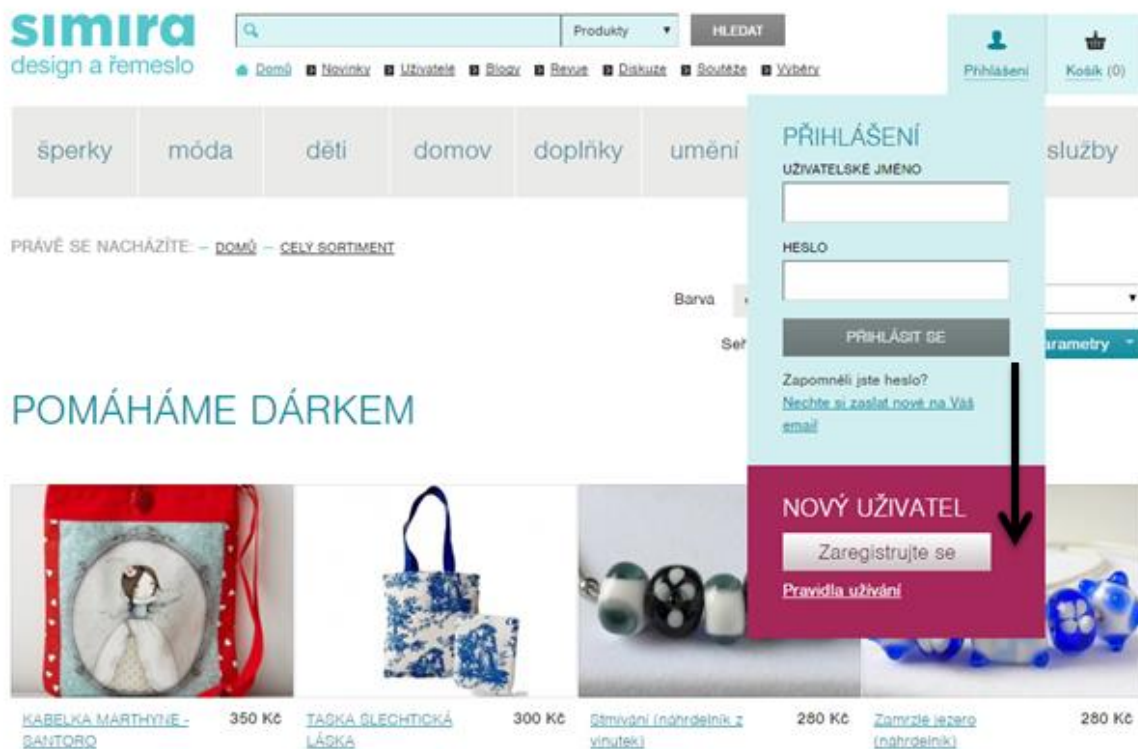 simira
design a řemeslo
Produkty
HLEDAT
Domů Novinky Uživatelé Blogy Revue Diskuze Soutěže Výběry
Přihlášení
Košík (0)
šperky móda děti domov doplňky umění služby
PŘIHLÁŠENÍ
UŽIVATELSKÉ JMÉNO
HESLO
PŘIHLÁSIT SE
Zapomněli jste heslo?
Nechte si zaslat nové na Váš
email
NOVÝ UŽIVATEL
Zaregistrujte se
Pravidla užívání
PRÁVĚ SE NACHÁZÍTE: – DOMŮ – CELÝ SORTIMENT
Barva
Seř
arametry
POMÁHÁME DÁRKEM
KABELKA MARTHYNE -
SANTORO
350 Kč
TAŠKA ŠLECHTICKÁ
LÁSKA
300 Kč
Stmívání (náhrdelník z
vinutek)
280 Kč
Zamrzlé jezero
(náhrdelník)
280 Kč